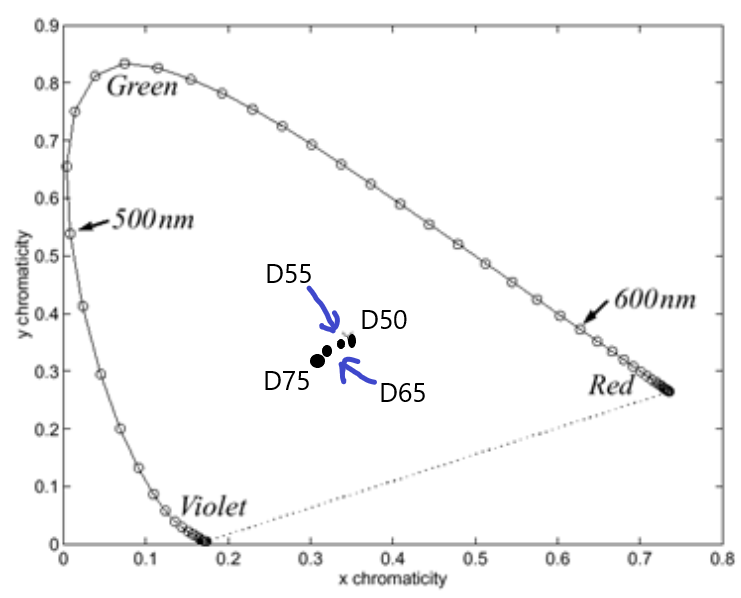 0.9
0.8
Green
0.7
0.6
500nm
0.5
y chromaticity
D55
0.4
D50
600nm
0.3
D75
D65
Red
0.2
0.1
Violet
0
0 0.1 0.2 0.3 0.4 0.5 0.6 0.7 0.8
x chromaticity